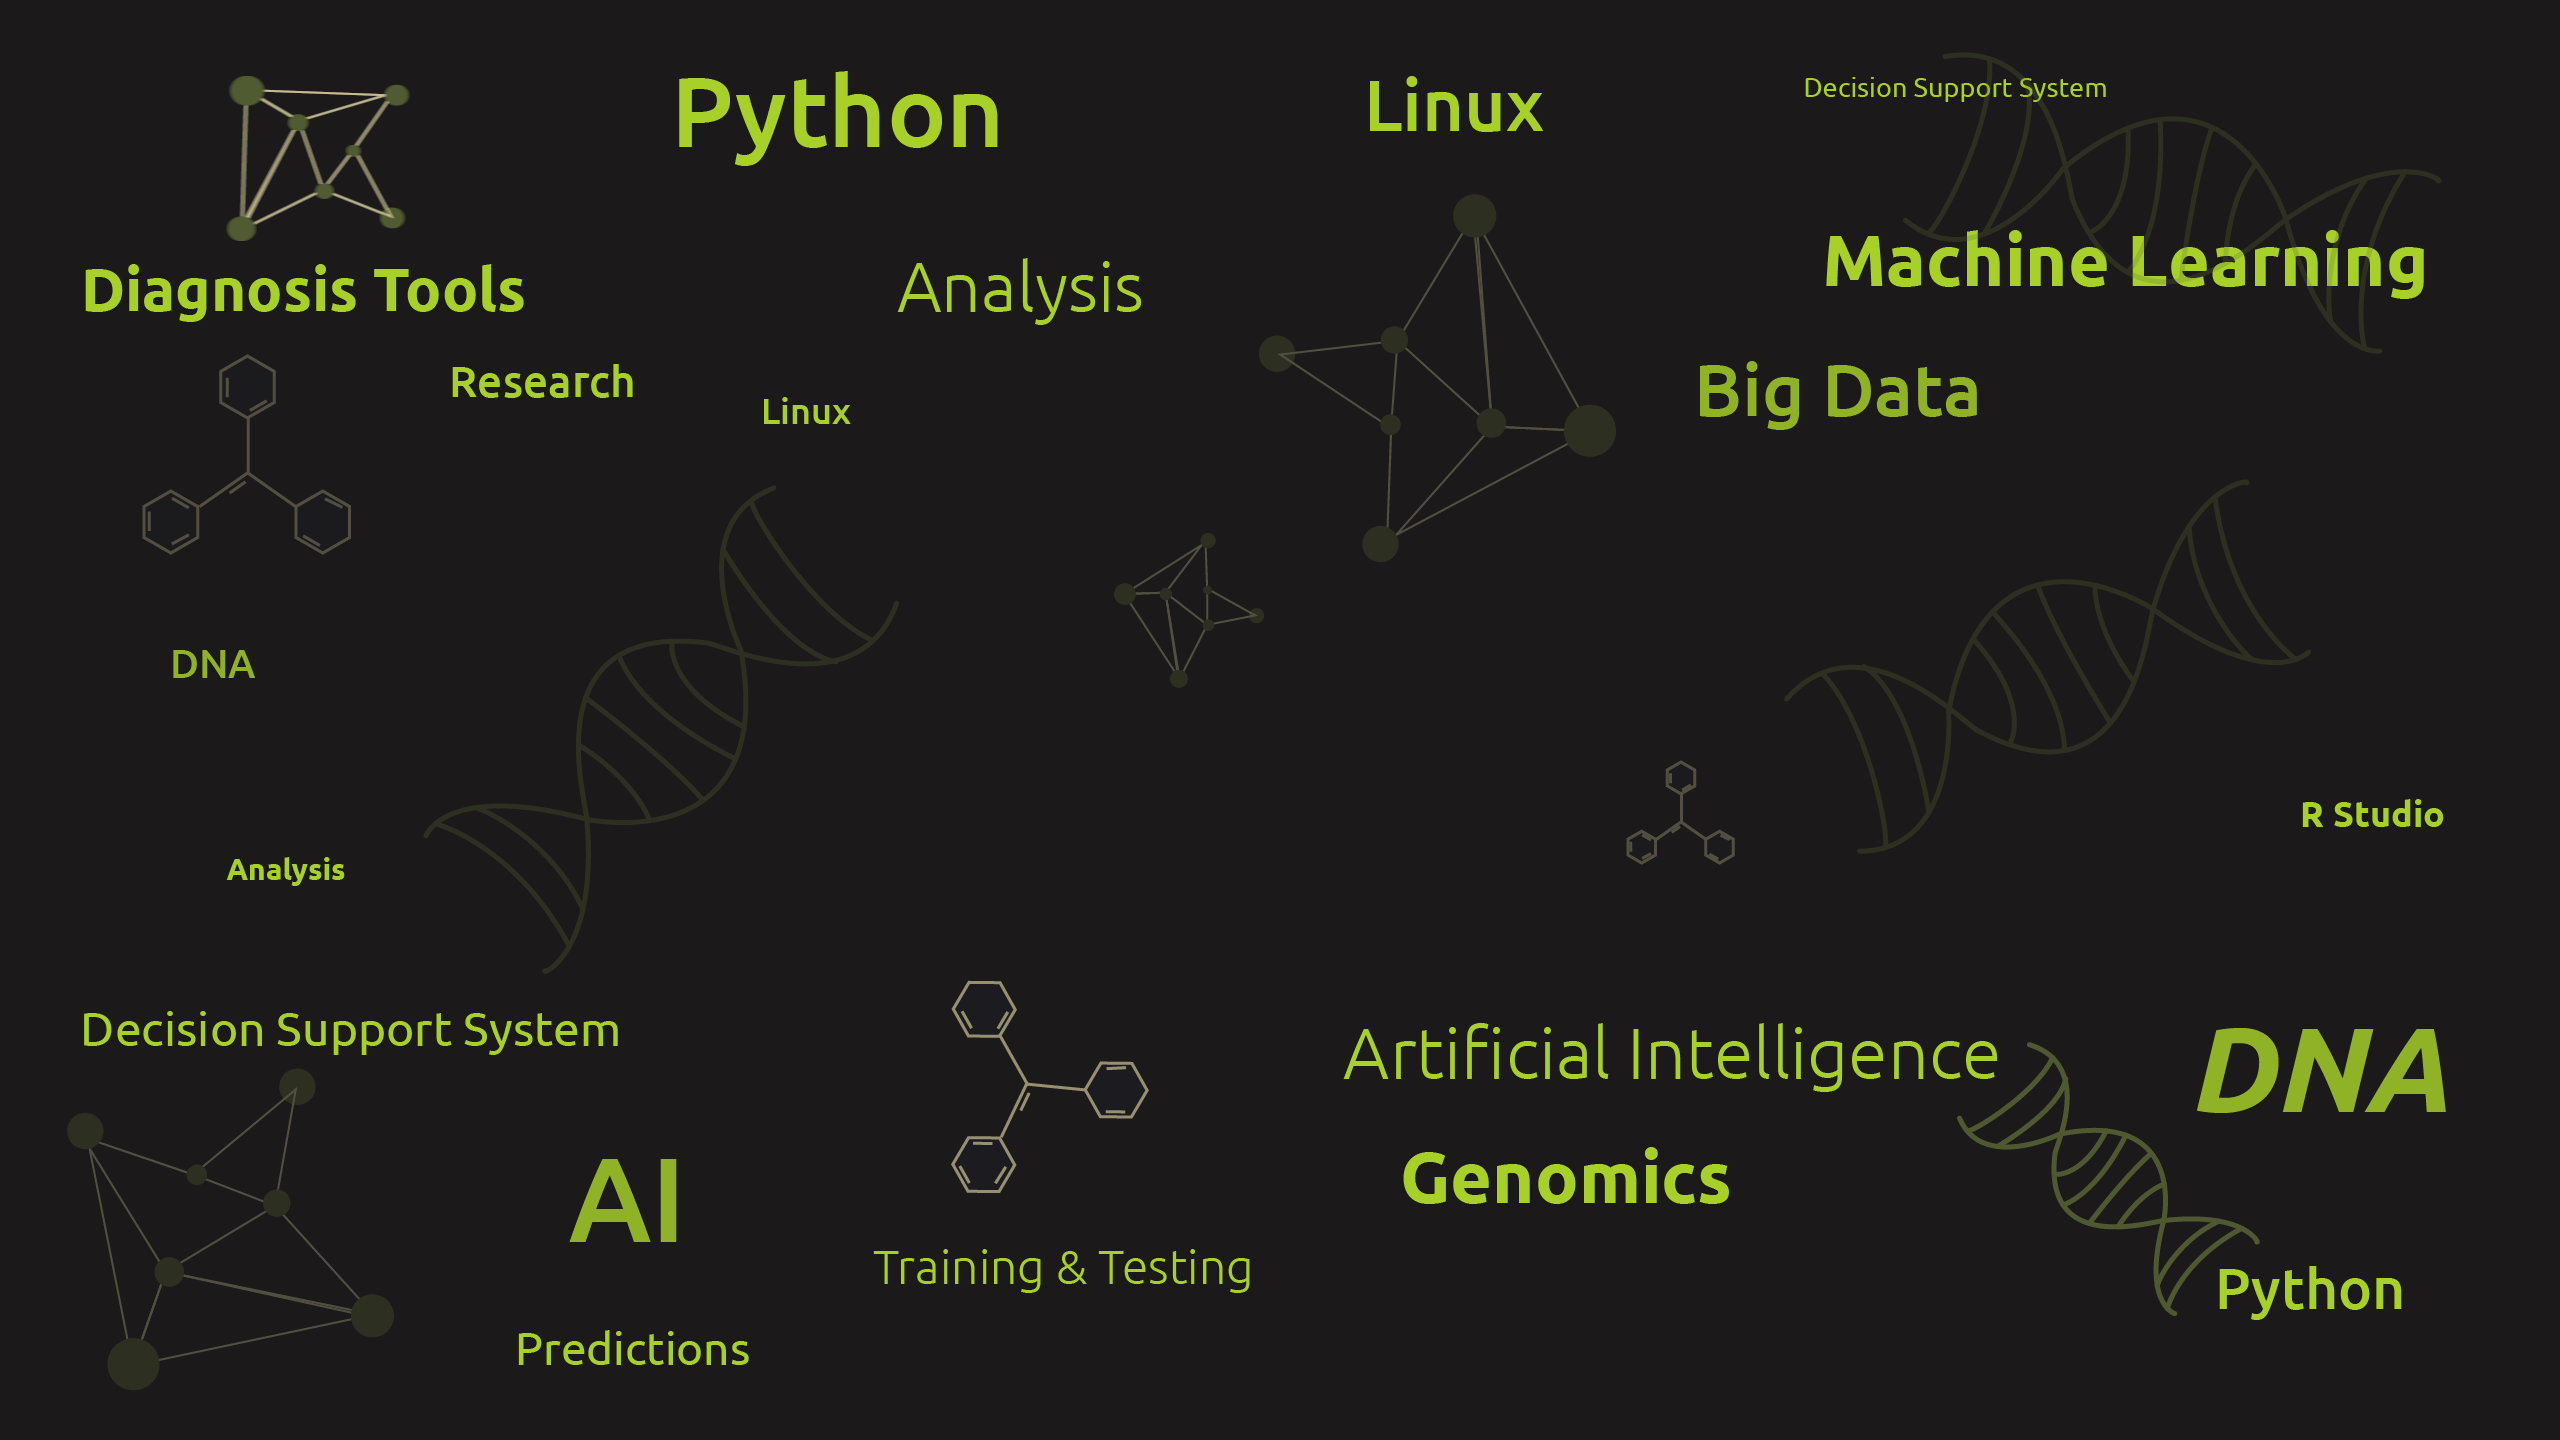 Python
Linux
Decision Support System
Diagnosis Tools
Analysis
Machine Learning
Research
Linux
Big Data
DNA
R Studio
Analysis
Decision Support System
Artificial Intelligence
DNA
AI
Genomics
Training & Testing
Python
Predictions